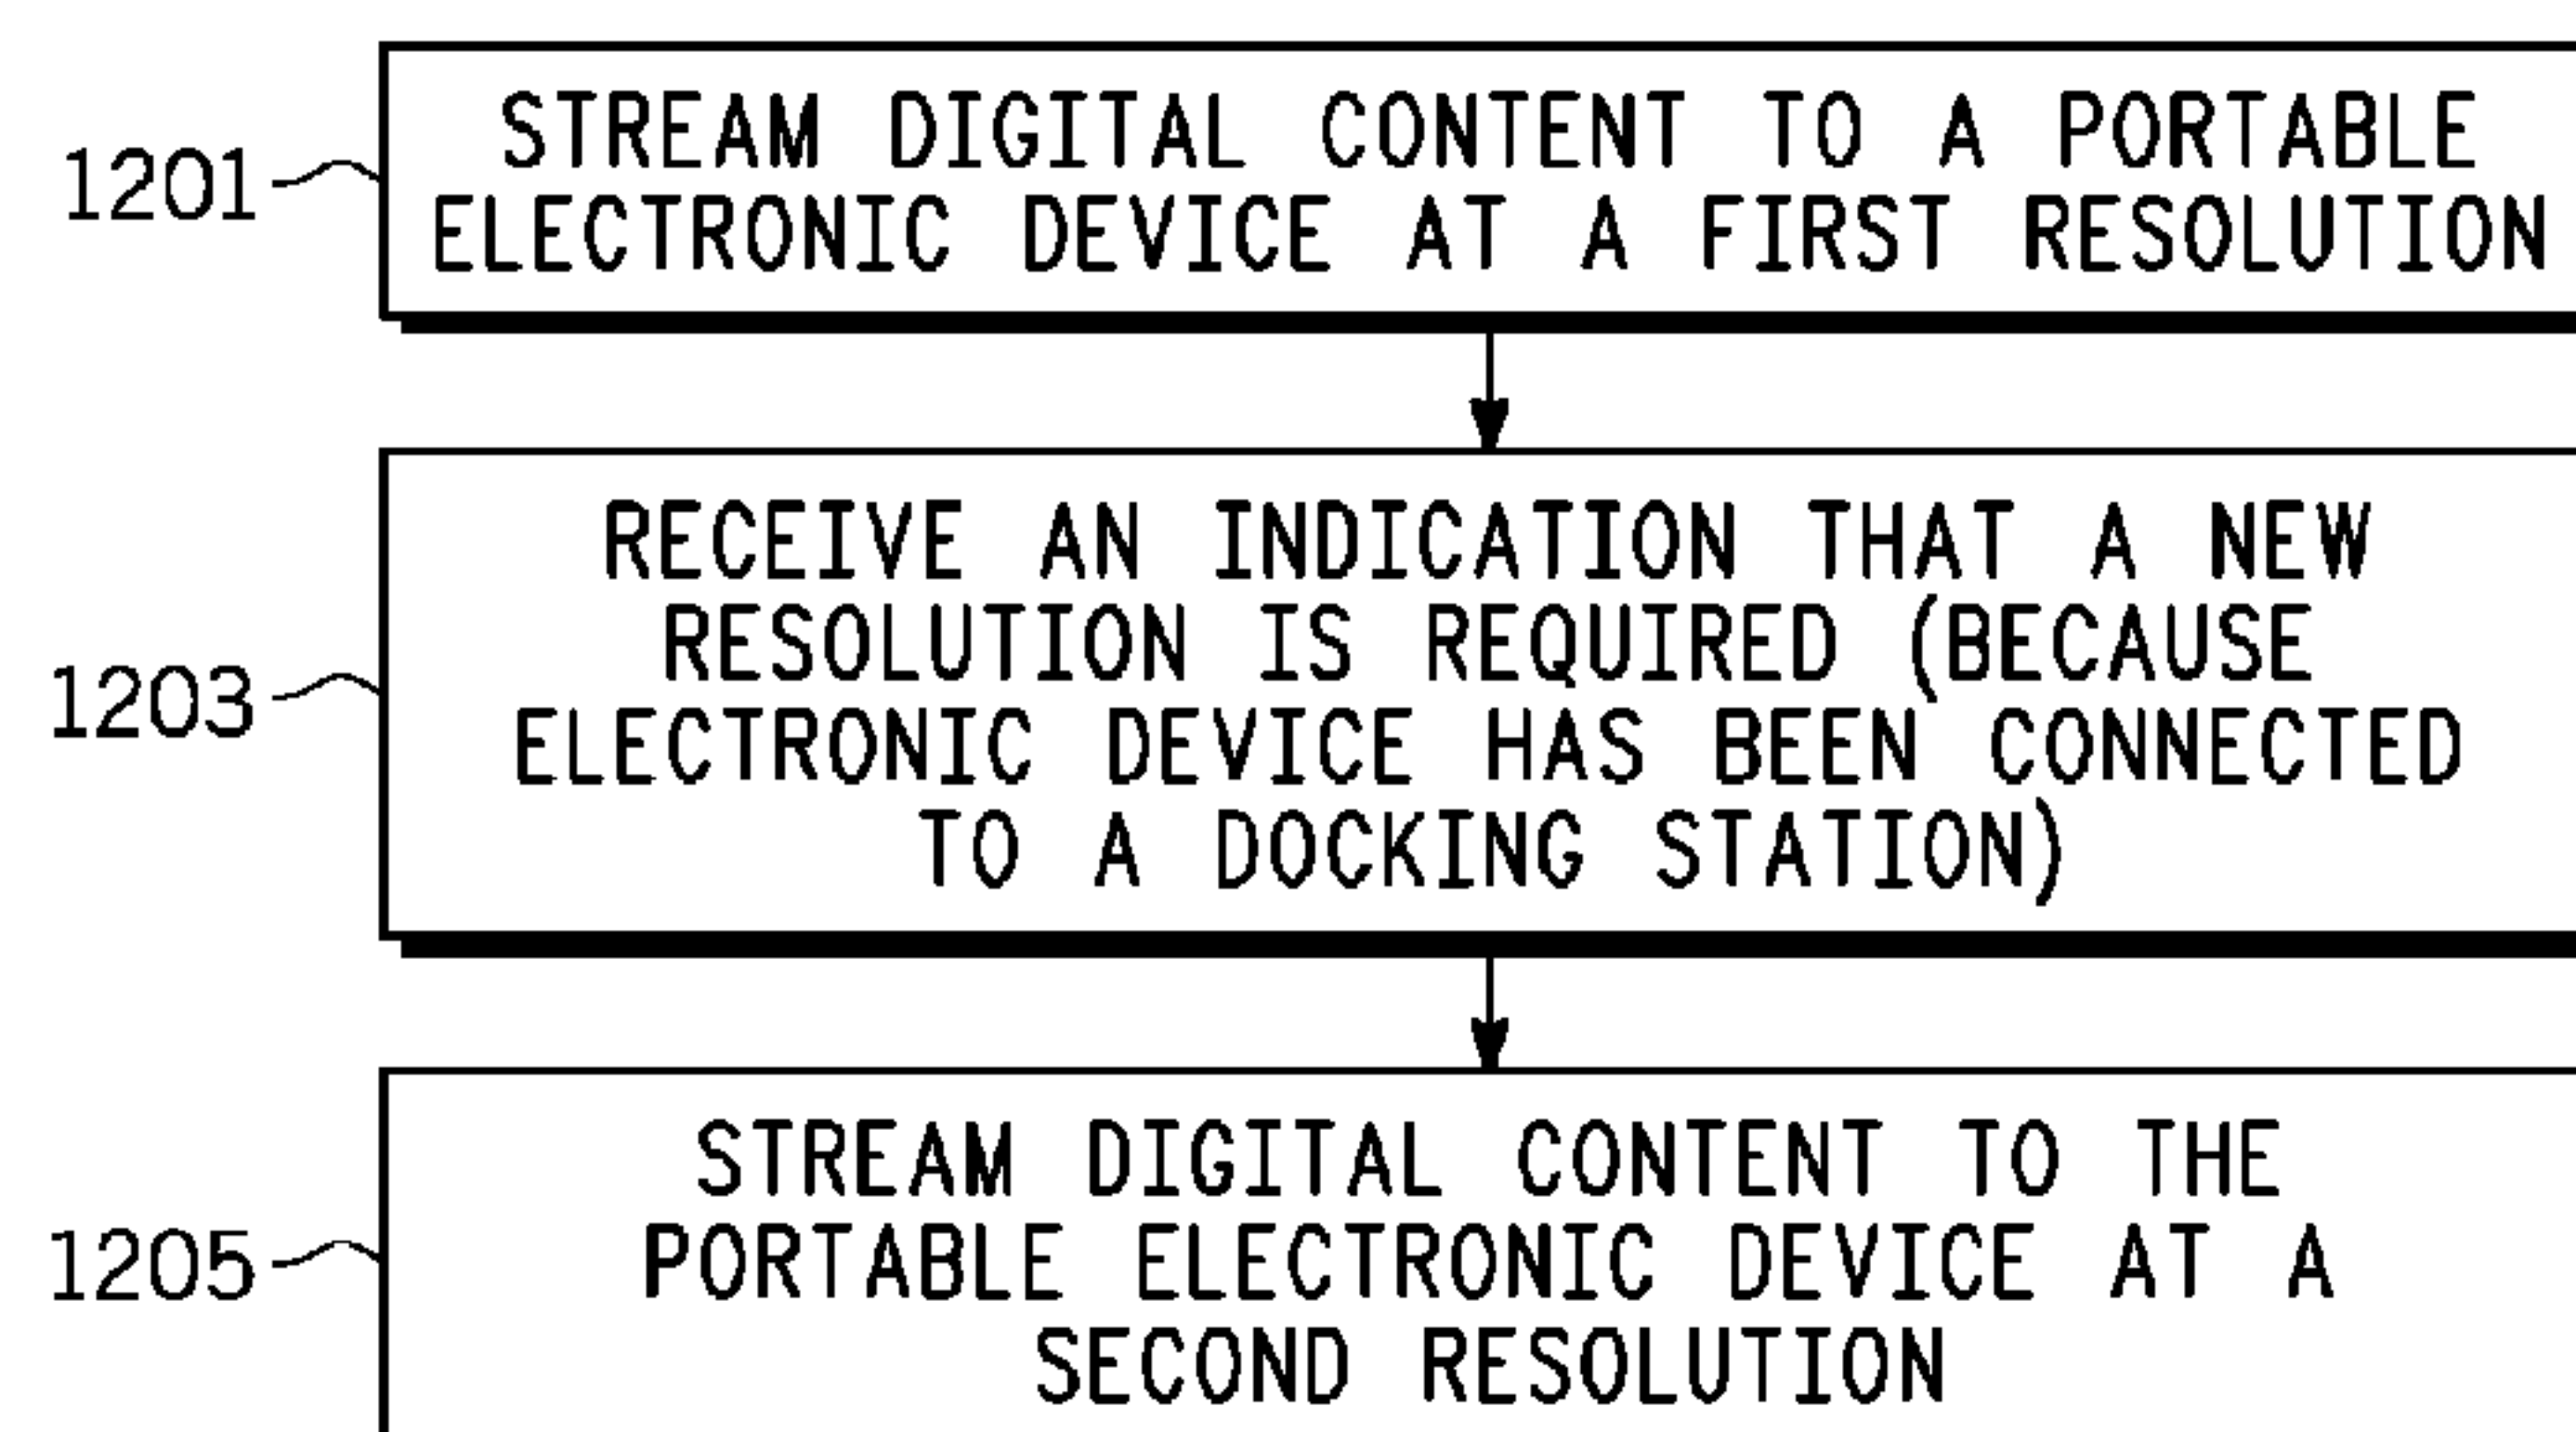 1201
STREAM DIGITAL CONTENT TO A PORTABLE
ELECTRONIC DEVICE AT A FIRST RESOLUTION
1203
RECEIVE AN INDICATION THAT A NEW
RESOLUTION IS REQUIRED (BECAUSE
ELECTRONIC DEVICE HAS BEEN CONNECTED
TO A DOCKING STATION)
1205
STREAM DIGITAL CONTENT TO THE
PORTABLE ELECTRONIC DEVICE AT A
SECOND RESOLUTION